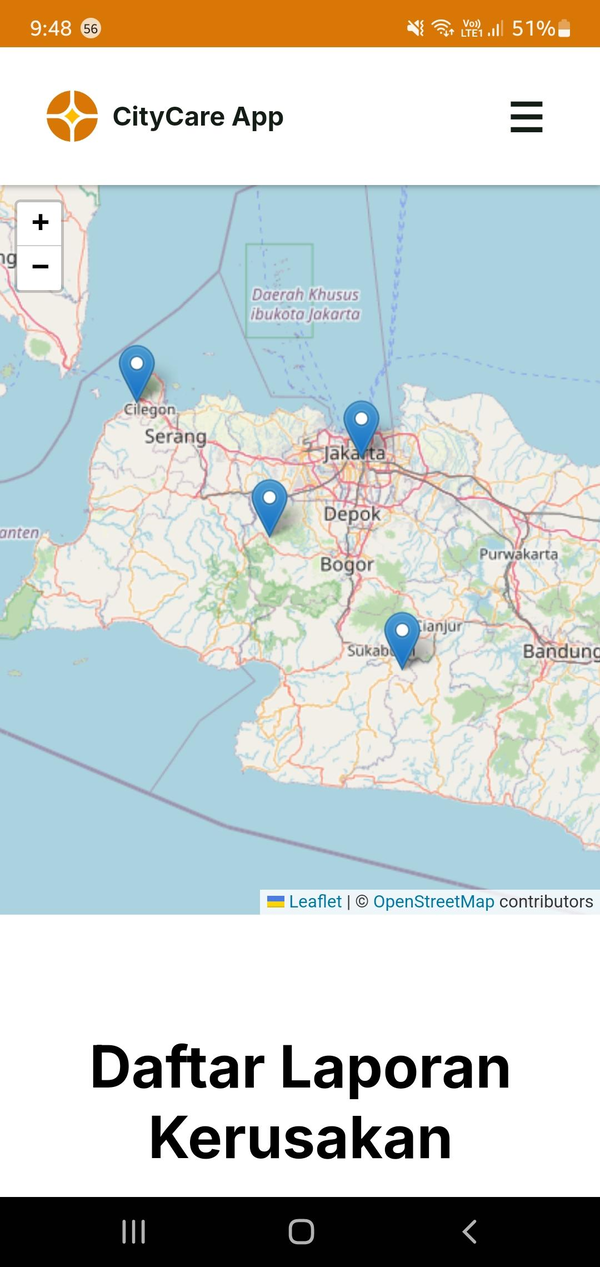 9:48 56 Vo)) LTE1 51%
CityCare App
+
−
Daerah Khusus
ibukota Jakarta
Cilegon
Serang
Jakarta
Depok
anten
Purwakarta
Bogor
Cianjur
Bandung
Leaflet | © OpenStreetMap contributors
Daftar Laporan
Kerusakan